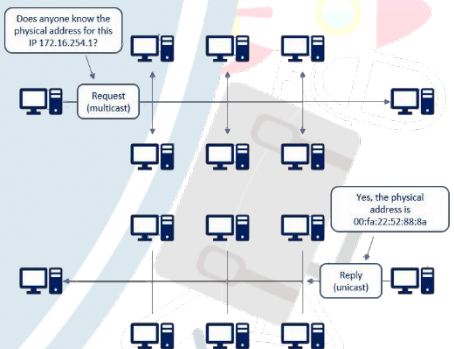 Does anyone know the
physical address for this
IP 172.16.254.1?
Request
(multicast)
Yes, the physical
address is
00:fa:22:52:88:8a
Reply
(unicast)